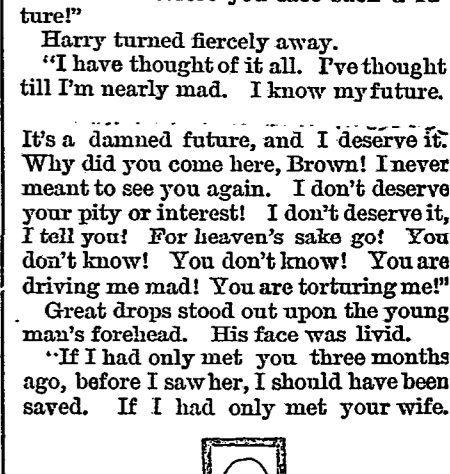 ture!"
Harry turned fiercely away.
"I have thought of it all. I've thought
till I'm nearly mad. I know my future.
It's a damned future, and I deserve it.
Why did you come here, Brown! I never
meant to see you again. I don't deserve
your pity or interest! I don't deserve it,
I tell you! For heaven's sake go! You
don't know! You don't know! You are
driving me mad! You are torturing me!"
Great drops stood out upon the young
man's forehead. His face was livid.
"If I had only met you three months
ago, before I saw her, I should have been
saved. If I had only met your wife.